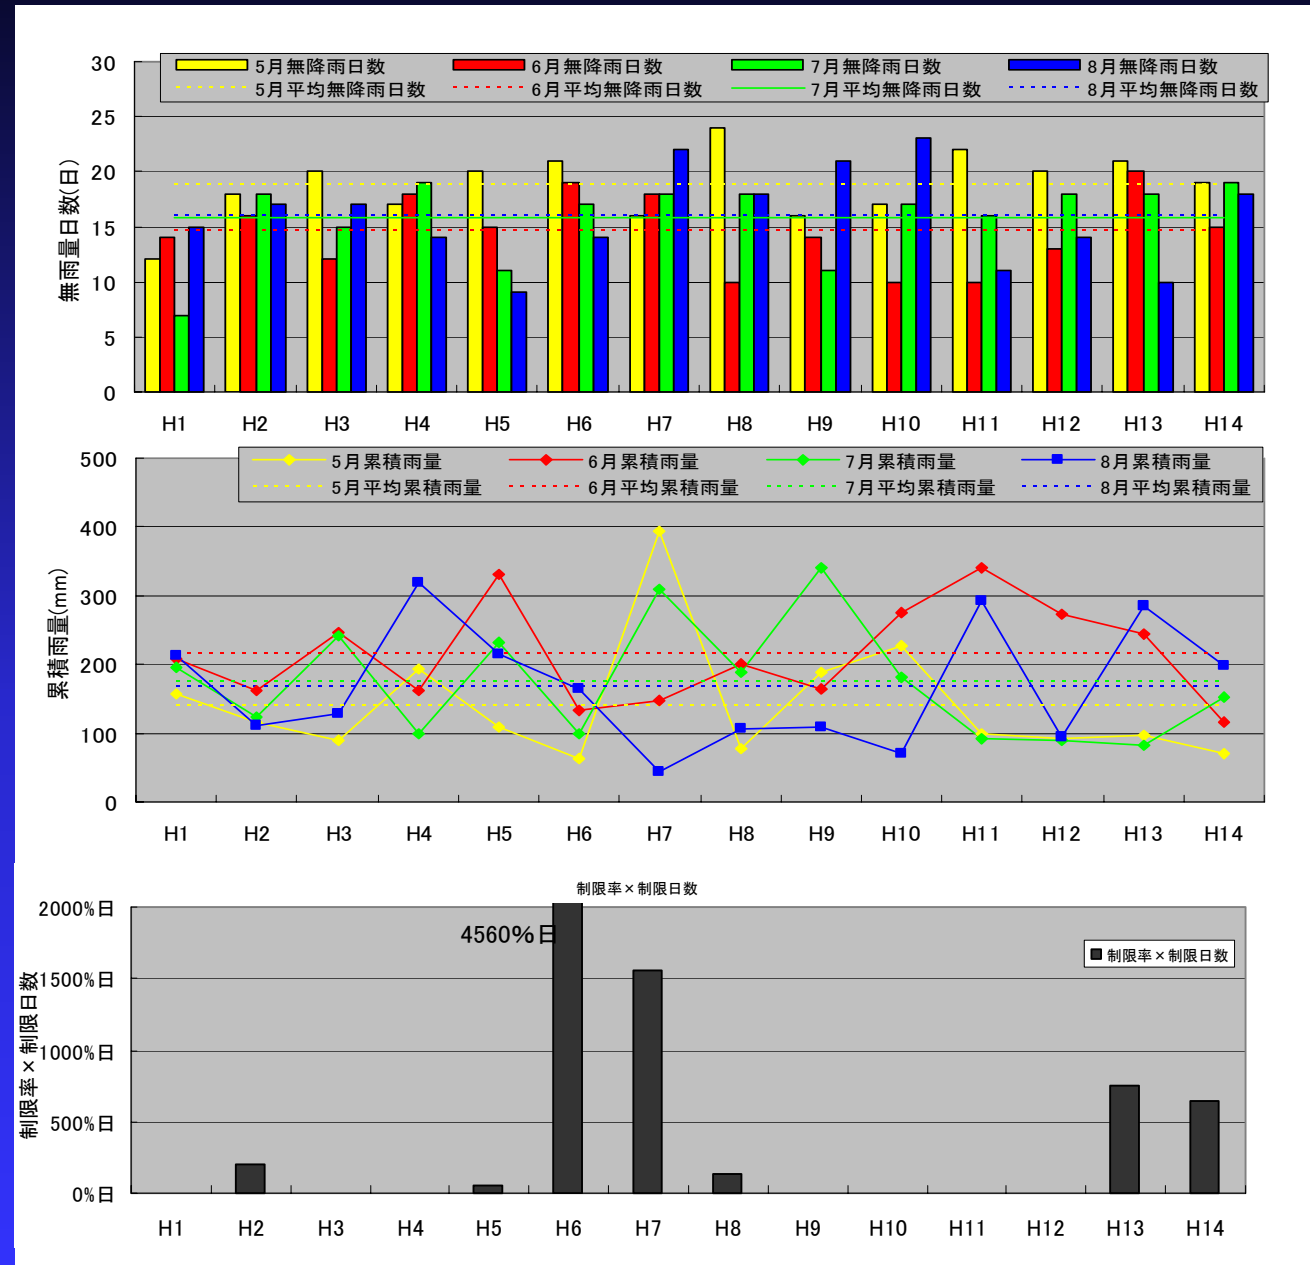 5月無降雨日数 6月無降雨日数 7月無降雨日数 8月無降雨日数
5月平均無降雨日数 6月平均無降雨日数 7月平均無降雨日数 8月平均無降雨日数
無雨量日数(日)
30
25
20
15
10
5
0
H1 H2 H3 H4 H5 H6 H7 H8 H9 H10 H11 H12 H13 H14
5月累積雨量 6月累積雨量 7月累積雨量 8月累積雨量
5月平均累積雨量 6月平均累積雨量 7月平均累積雨量 8月平均累積雨量
累積雨量(mm)
500
400
300
200
100
0
H1 H2 H3 H4 H5 H6 H7 H8 H9 H10 H11 H12 H13 H14
制限率×制限日数
制限率×制限日数
2000%日
1500%日
1000%日
500%日
0%日
4560%日
制限率×制限日数
H1 H2 H3 H4 H5 H6 H7 H8 H9 H10 H11 H12 H13 H14